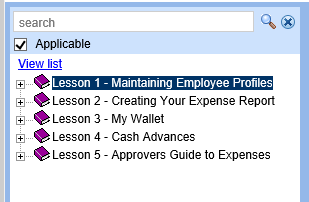 search
Applicable
View list
Lesson 1 - Maintaining Employee Profiles
Lesson 2 - Creating Your Expense Report
Lesson 3 - My Wallet
Lesson 4 - Cash Advances
Lesson 5 - Approvers Guide to Expenses